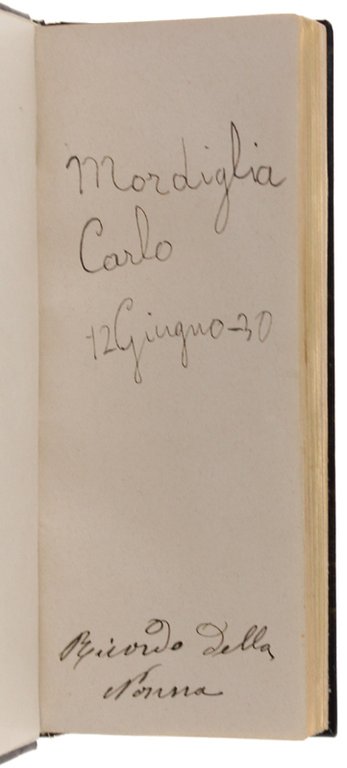 Mordiglia
Carlo
12 Giugno-30
Ricordo Della
Nonna